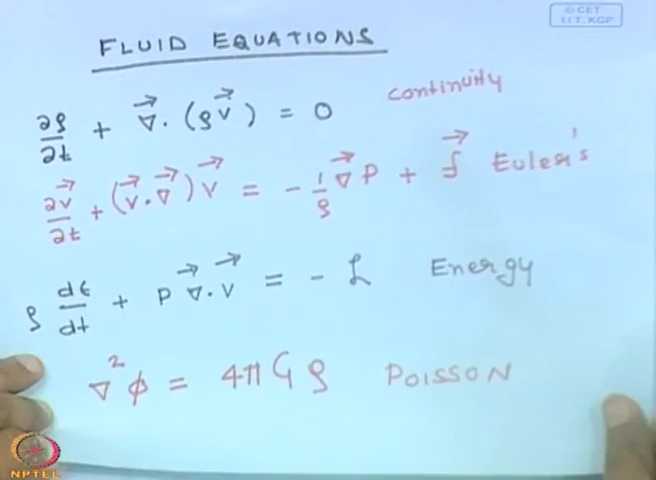 © CET
I.I.T. KGP
FLUID EQUATIONS
∂ρ/∂t + ∇⃗·(ρv⃗) = 0 continuity
∂v⃗/∂t + (v⃗·∇⃗)v⃗ = -1/ρ ∇⃗P + f⃗ Euler's
ρ dε/dt + P ∇⃗·v⃗ = -ℒ Energy
∇²ϕ = 4πGρ POISSON
NPTEL